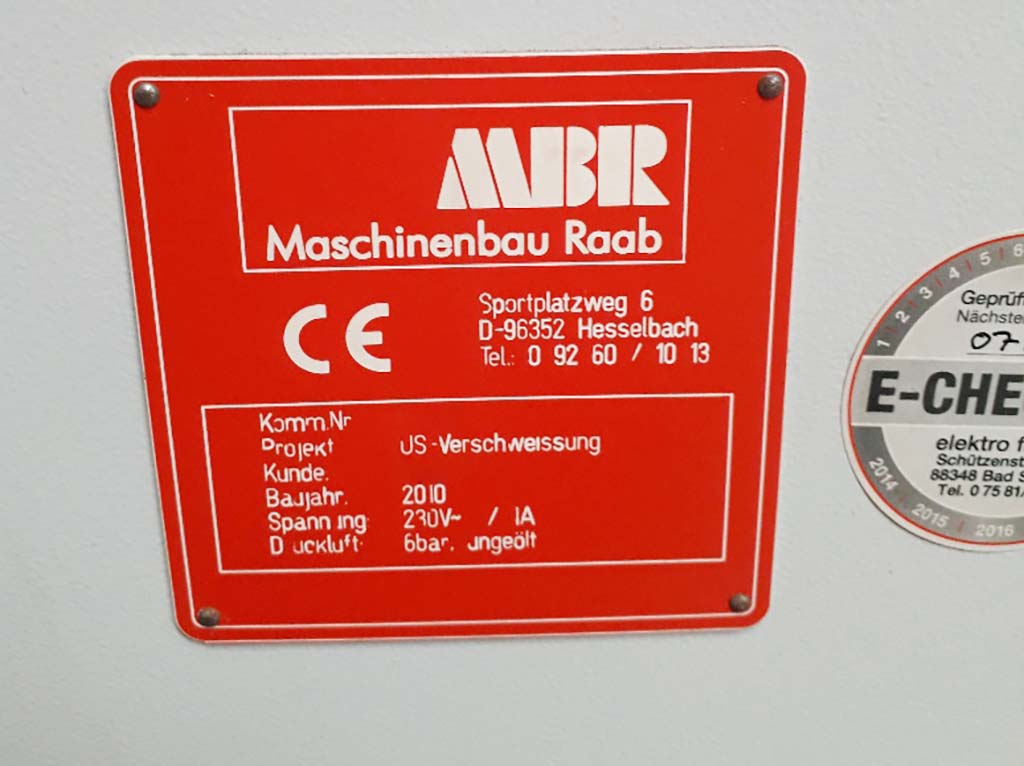 MBR
Maschinenbau Raab
CE
Sportplatzweg 6
D-96352 Hesselbach
Tel.: 0 92 60 / 10 13
Komm.Nr
Projekt US-Verschweissung
Kunde.
Baujahr. 2010
Spannung: 230V~ / 1A
Druckluft: 6bar, ungeölt
1 2 3 4 5 6
Geprüf
Nächste
07
E-CHE
elektro f
Schützenst
88348 Bad S
Tel. 0 75 81/
2014 / 2015 / 2016